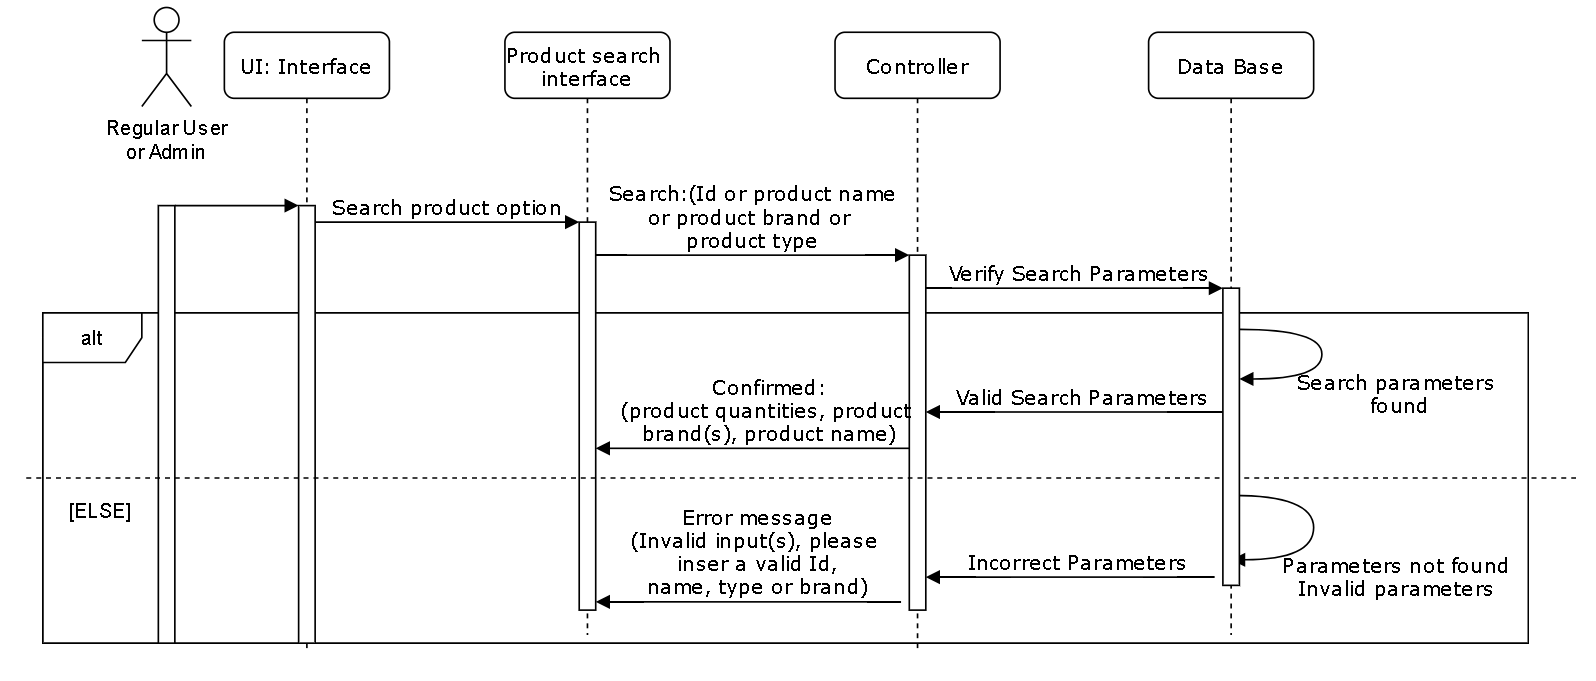 UI: Interface
Product search
interface
Controller
Data Base
Regular User
or Admin
Search product option
Search:(Id or product name
or product brand or
product type
Verify Search Parameters
alt
Search parameters
found
Valid Search Parameters
Confirmed:
(product quantities, product
brand(s), product name)
[ELSE]
Error message
(Invalid input(s), please
inser a valid Id,
name, type or brand)
Incorrect Parameters
Parameters not found
Invalid parameters